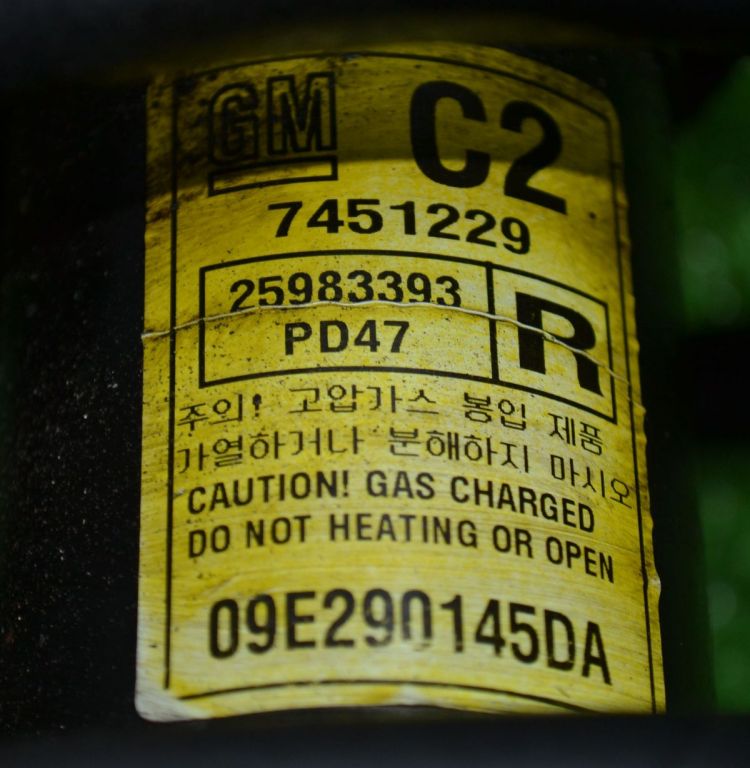 GM C2
7451229
25983393 R
PD47
주의! 고압가스 봉입 제품
가열하거나 분해하지 마시오
CAUTION! GAS CHARGED
DO NOT HEATING OR OPEN
09E290145DA